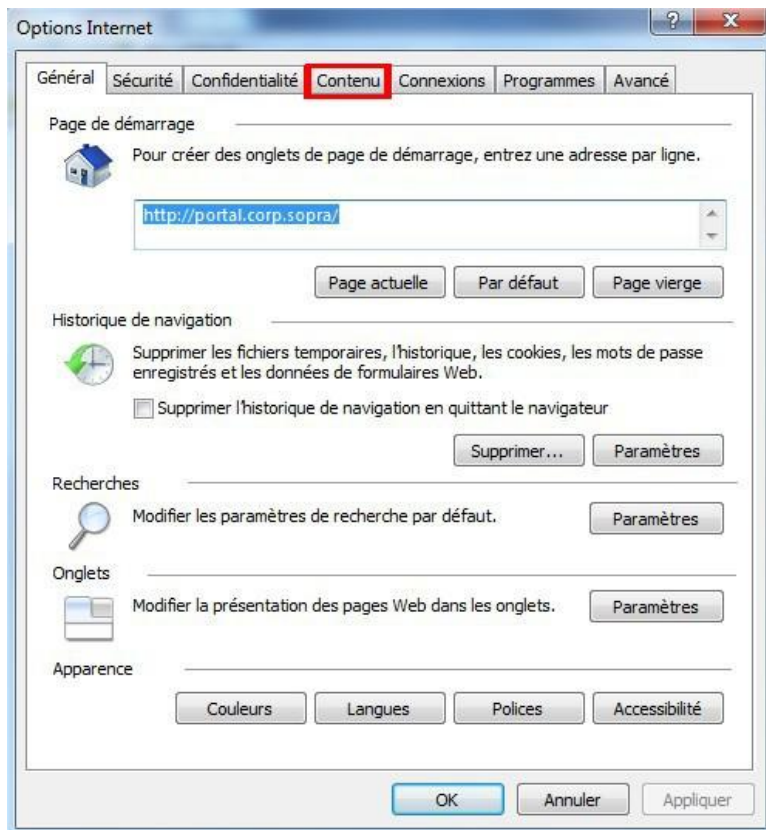 Options Internet
Général Sécurité Confidentialité Contenu Connexions Programmes Avancé
Page de démarrage
Pour créer des onglets de page de démarrage, entrez une adresse par ligne.
http://portal.corp.sopra/
Page actuelle Par défaut Page vierge
Historique de navigation
Supprimer les fichiers temporaires, l'historique, les cookies, les mots de passe
enregistrés et les données de formulaires Web.
Supprimer l'historique de navigation en quittant le navigateur
Supprimer... Paramètres
Recherches
Modifier les paramètres de recherche par défaut. Paramètres
Onglets
Modifier la présentation des pages Web dans les onglets. Paramètres
Apparence
Couleurs Langues Polices Accessibilité
OK Annuler Appliquer